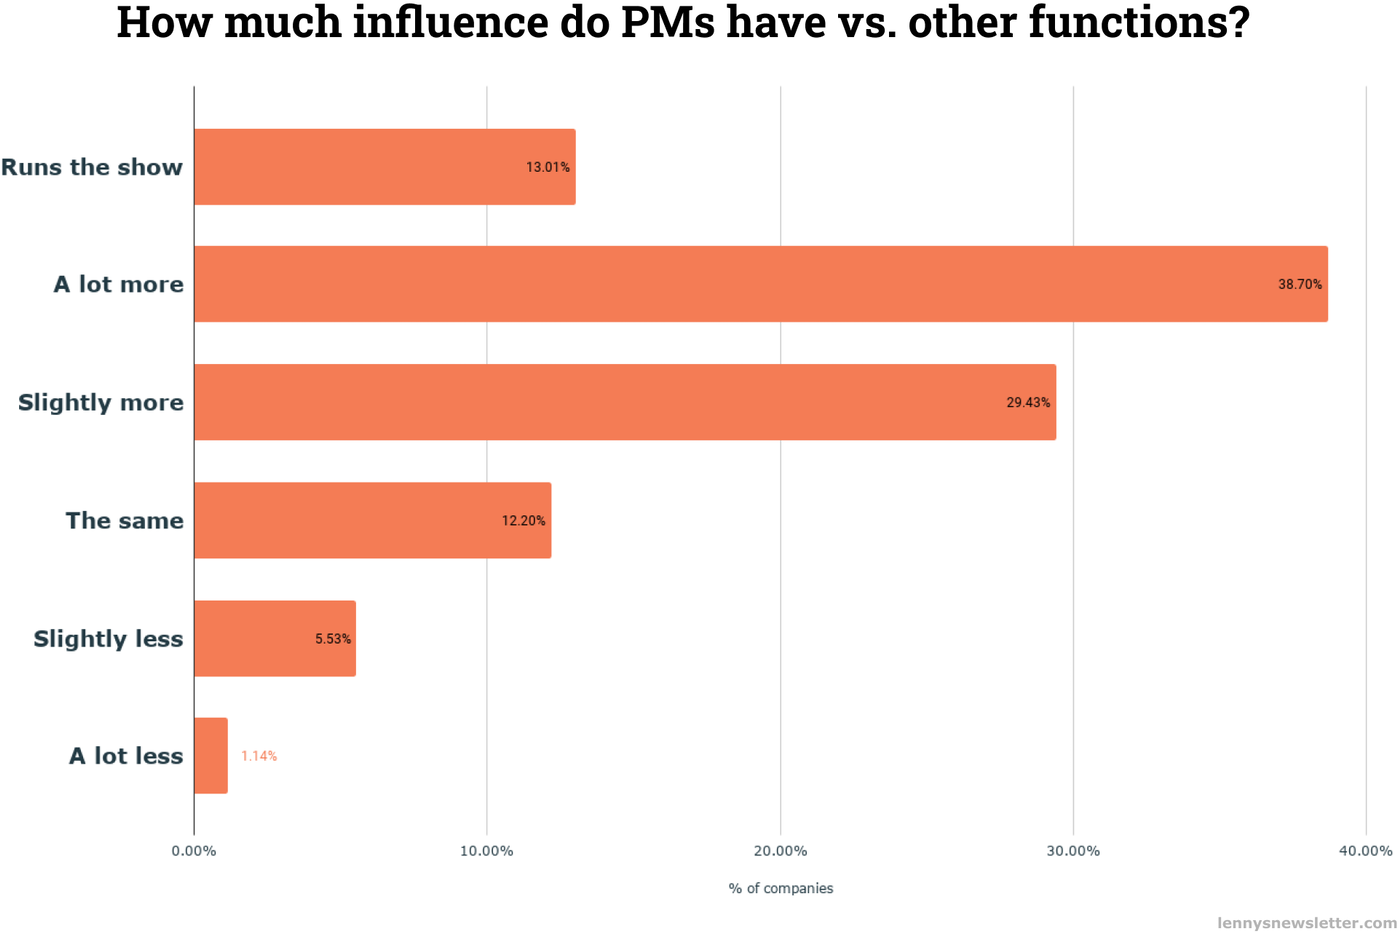 How much influence do PMs have vs. other functions?
Runs the show
13.01%
A lot more
38.70%
Slightly more
29.43%
The same
12.20%
Slightly less
5.53%
A lot less
1.14%
0.00% 10.00% 20.00% 30.00% 40.00%
% of companies
lennysnewsletter.com